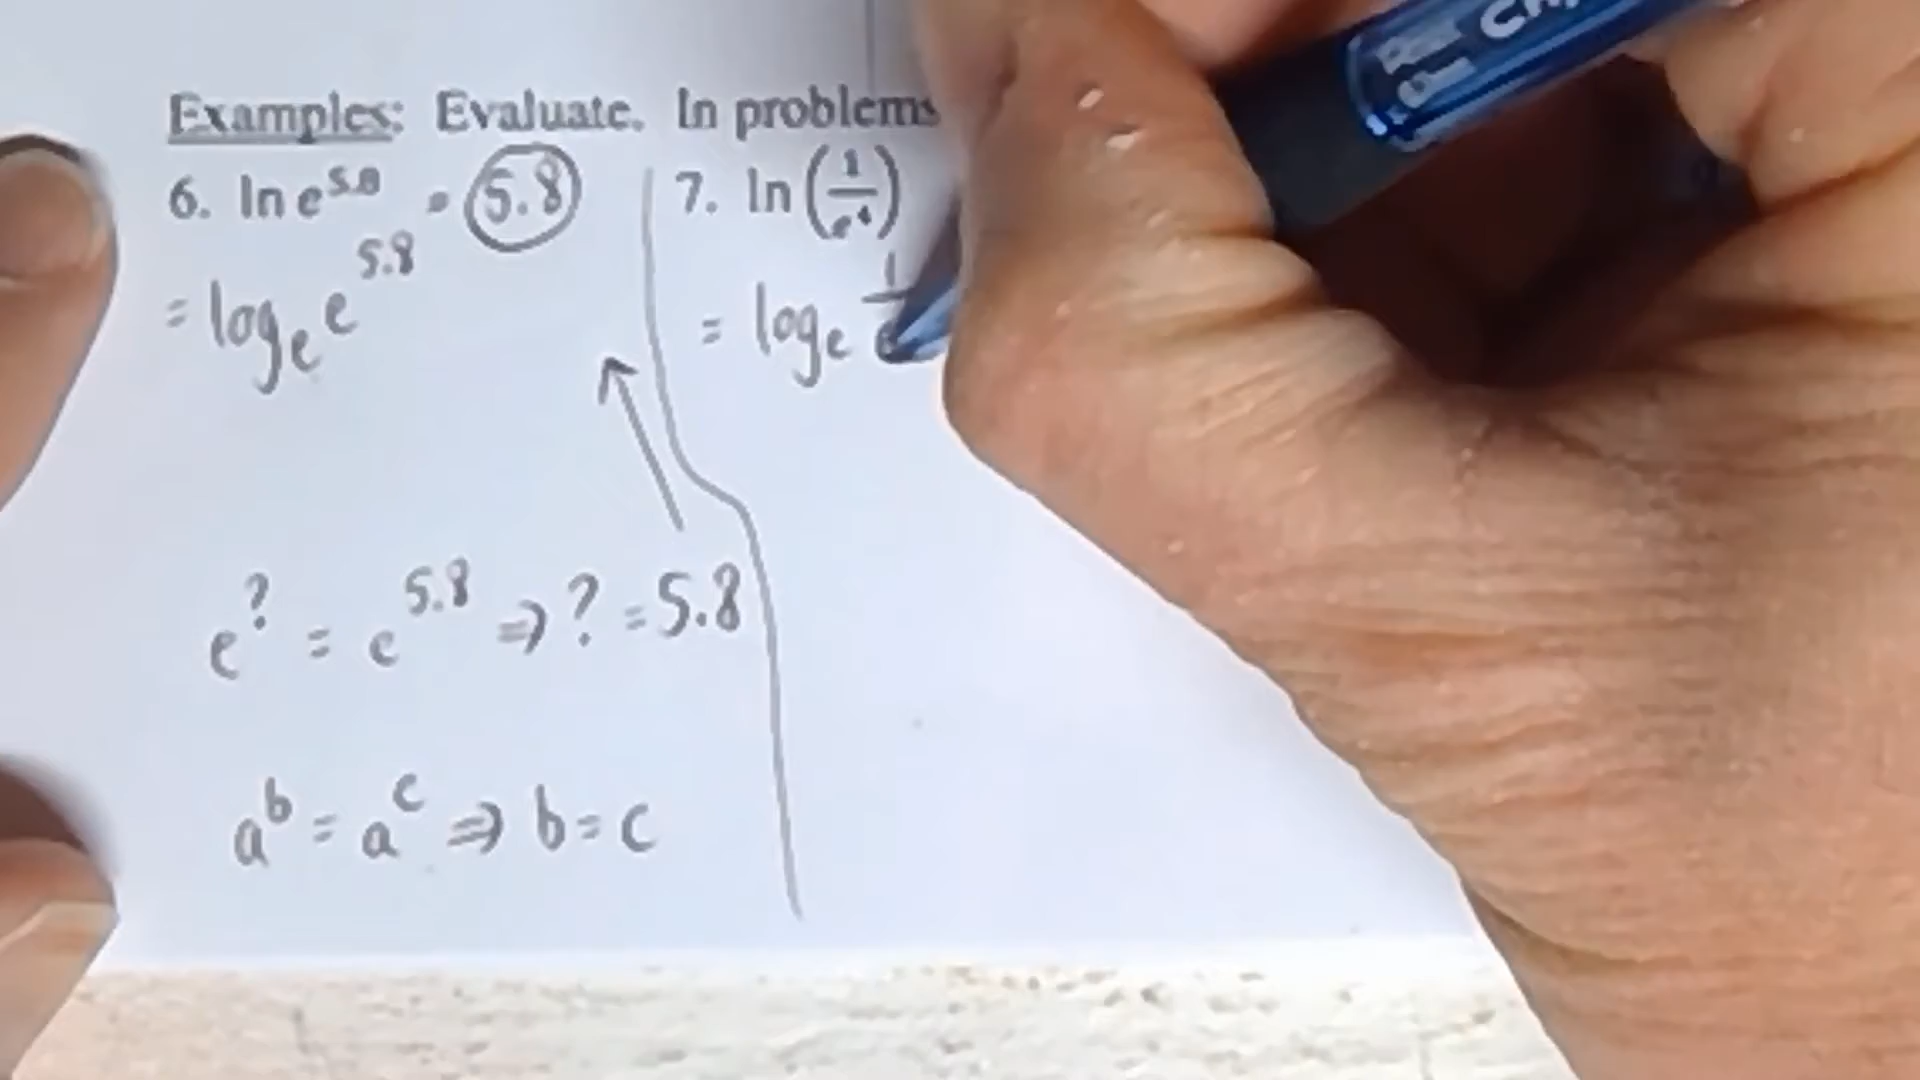 Examples: Evaluate. In problems
6. ln e^5.8 = 5.8
= log_e e^5.8
e^? = e^5.8 ⇒ ? = 5.8
a^b = a^c ⇒ b = c
7. ln (1/e^4)
= log_e 1/e